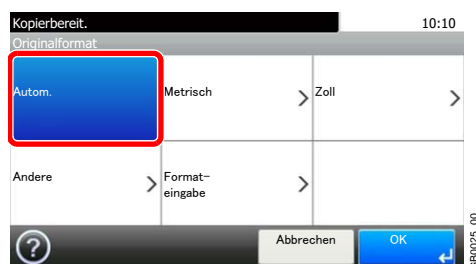 Kopierbereit. 10:10
Originalformat
Autom. Metrisch Zoll
Andere Format-
eingabe
? Abbrechen OK